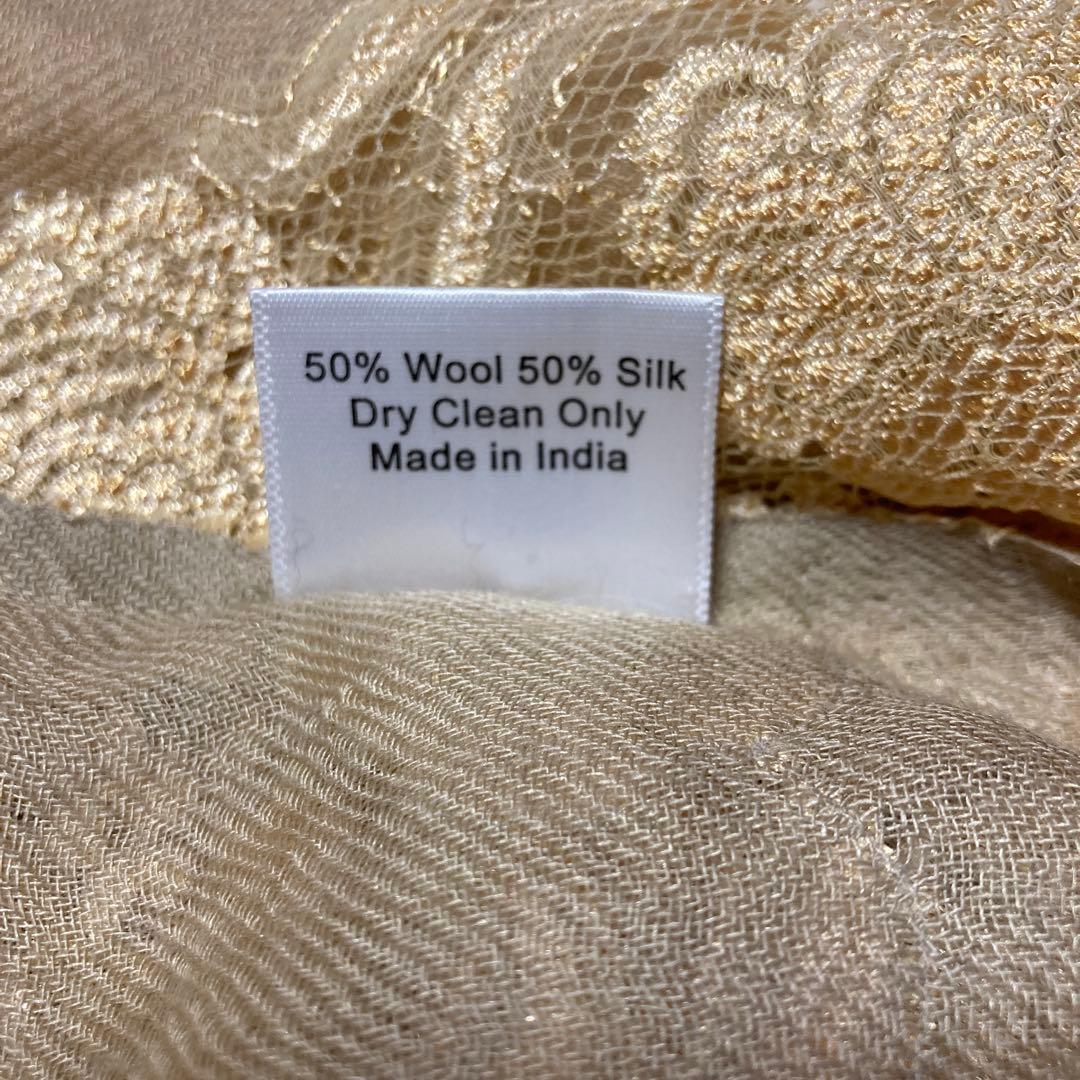 50% Wool 50% Silk
Dry Clean Only
Made in India